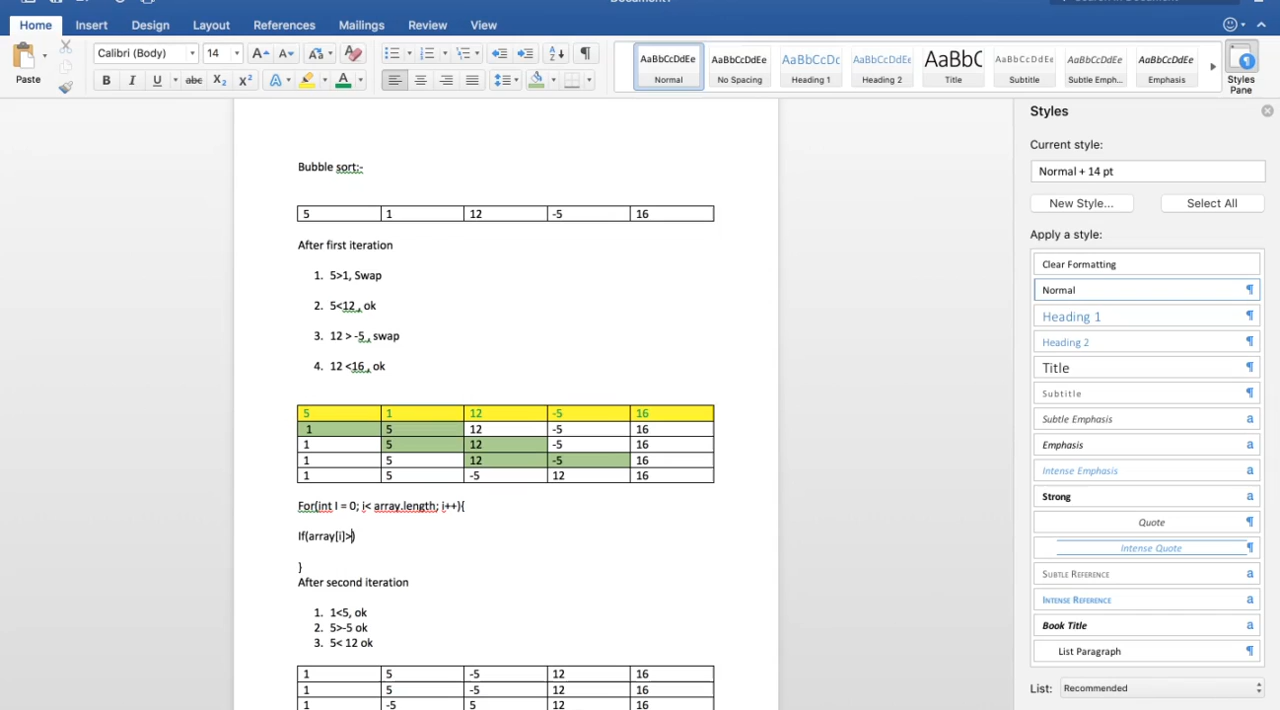 Home Insert Design Layout References Mailings Review View
Calibri (Body) 14
Paste
B I U abc X₂ X² A A
AaBbCcDdEe AaBbCcDdEe AaBbCcDc AaBbCcDdEe AaBbC AaBbCcDdEe AaBbCcDdEe AaBbCcDdEe
Normal No Spacing Heading 1 Heading 2 Title Subtitle Subtle Emph... Emphasis
Styles
Pane
Bubble sort:-
5 1 12 -5 16
After first iteration
1. 5>1, Swap
2. 5<12 , ok
3. 12 > -5 , swap
4. 12 <16 , ok
5 1 12 -5 16
1 5 12 -5 16
1 5 12 -5 16
1 5 12 -5 16
1 5 -5 12 16
For(int I = 0; i< array.length; i++){
If(array[i]>)
}
After second iteration
1. 1<5, ok
2. 5>-5 ok
3. 5< 12 ok
1 5 -5 12 16
1 5 -5 12 16
1 -5 5 12 16
Styles
Current style:
Normal + 14 pt
New Style... Select All
Apply a style:
Clear Formatting
Normal
Heading 1
Heading 2
Title
Subtitle
Subtle Emphasis
Emphasis
Intense Emphasis
Strong
Quote
Intense Quote
Subtle Reference
Intense Reference
Book Title
List Paragraph
List: Recommended